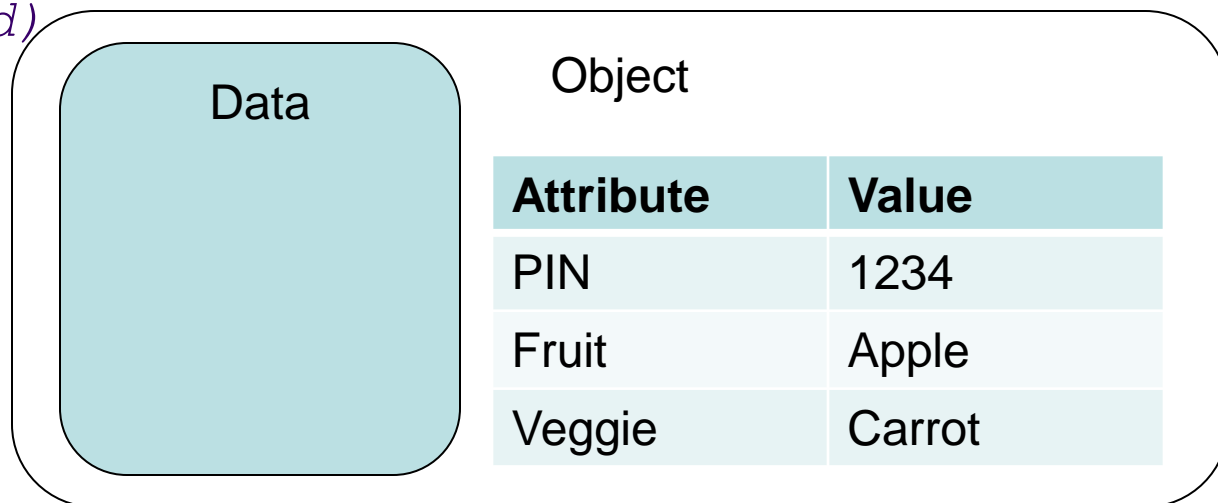 d)
Object
Data
Attribute Value
PIN 1234
Fruit Apple
Veggie Carrot